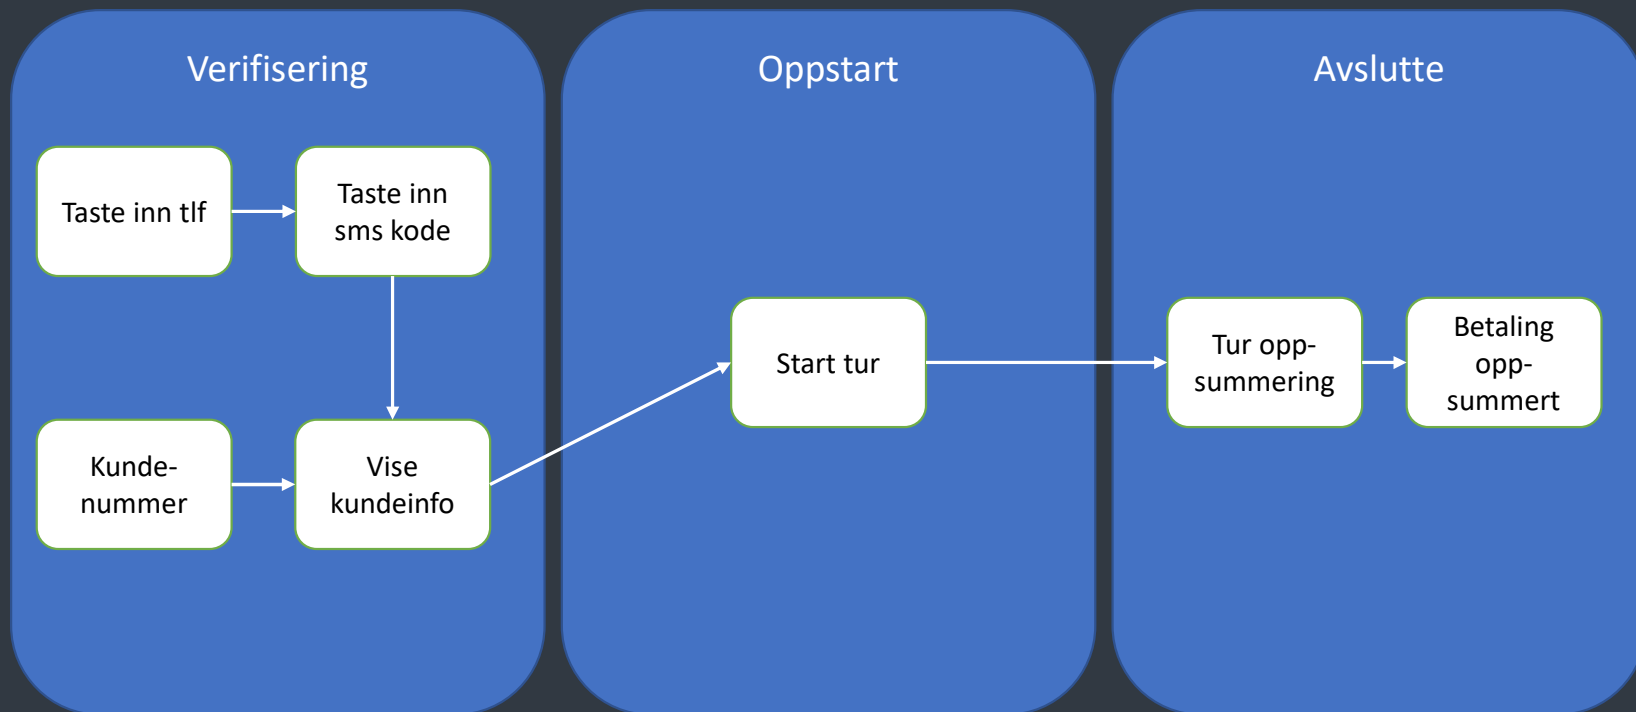 Verifisering
Taste inn tlf
Taste inn
sms kode
Kunde-
nummer
Vise
kundeinfo
Oppstart
Start tur
Avslutte
Tur opp-
summering
Betaling
opp-
summert